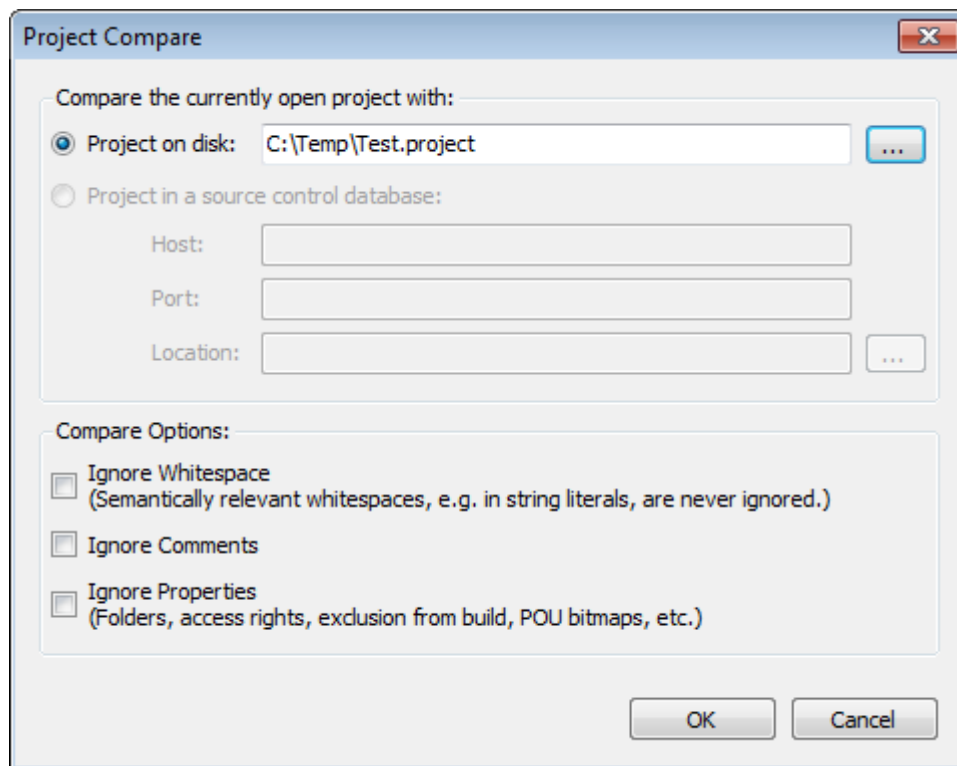 Project Compare
Compare the currently open project with:
Project on disk: C:\Temp\Test.project ...
Project in a source control database:
Host:
Port:
Location: ...
Compare Options:
Ignore Whitespace
(Semantically relevant whitespaces, e.g. in string literals, are never ignored.)
Ignore Comments
Ignore Properties
(Folders, access rights, exclusion from build, POU bitmaps, etc.)
OK Cancel